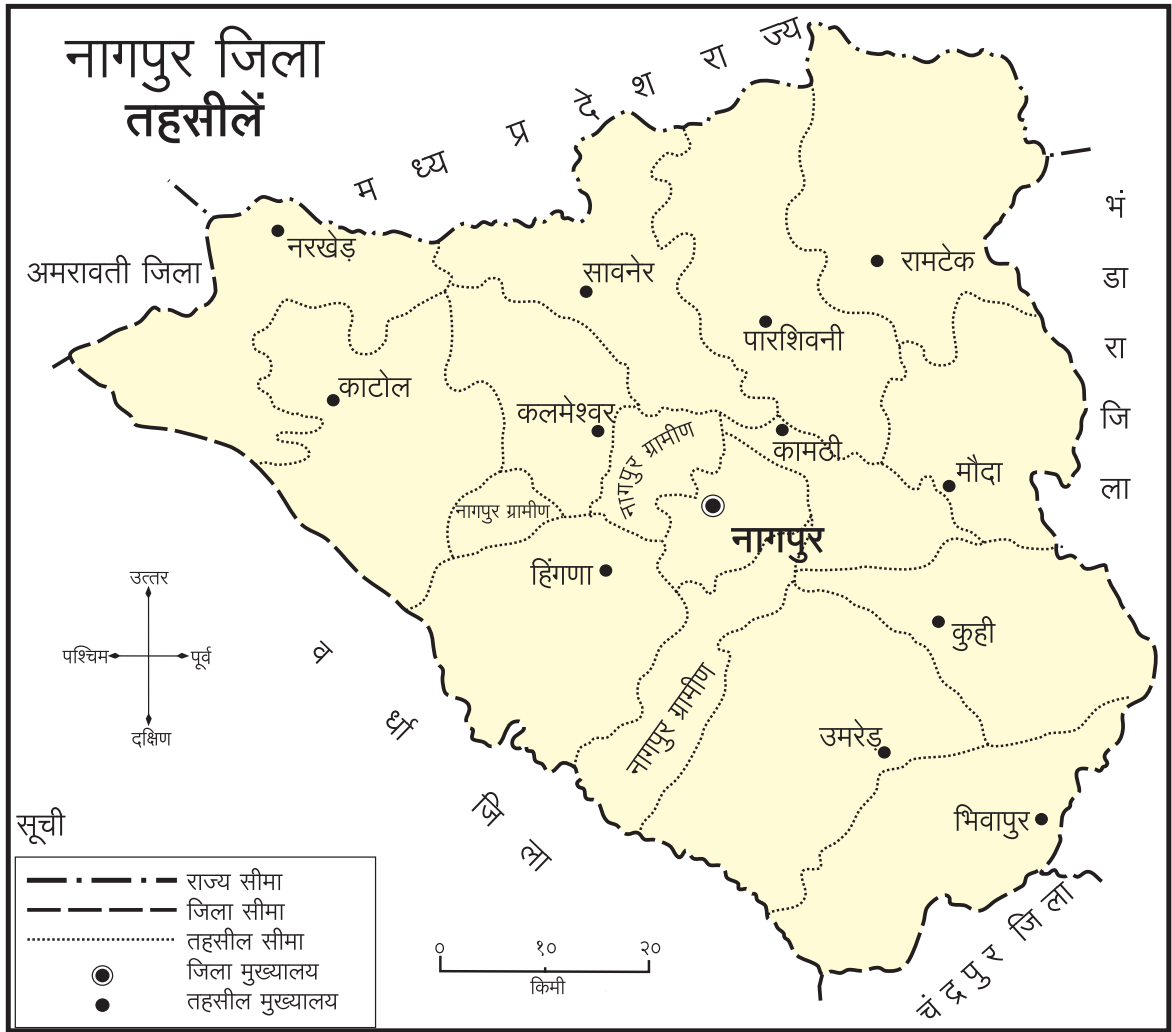 नागपुर जिला
तहसीलें
मध्य प्रदेश राज्य
अमरावती जिला
भंडारा जिला
नरखेड़
सावनेर
रामटेक
पारशिवनी
काटोल
कलमेश्वर
नागपुर ग्रामीण
कामठी
मौदा
नागपुर ग्रामीण
नागपुर
हिंगणा
कुही
नागपुर ग्रामीण
उमरेड़
भिवापुर
वर्धा जिला
चंद्रपुर जिला
उत्तर
पश्चिम
पूर्व
दक्षिण
सूची
राज्य सीमा
जिला सीमा
तहसील सीमा
जिला मुख्यालय
तहसील मुख्यालय
० १० २०
किमी